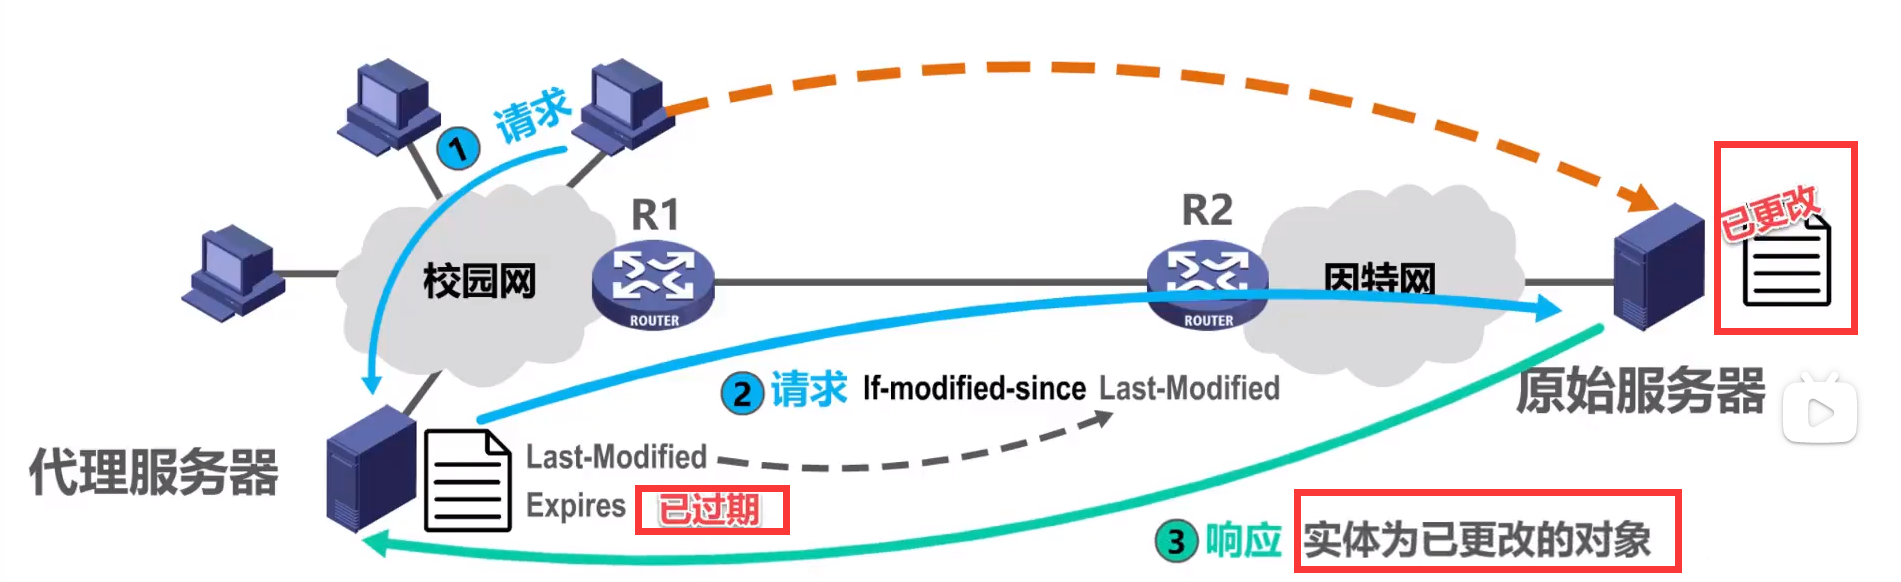 1 请求
R1
R2
已更改
校园网
ROUTER
ROUTER
因特网
2 请求 If-modified-since Last-Modified
原始服务器
代理服务器
Last-Modified
Expires 已过期
3 响应 实体为已更改的对象